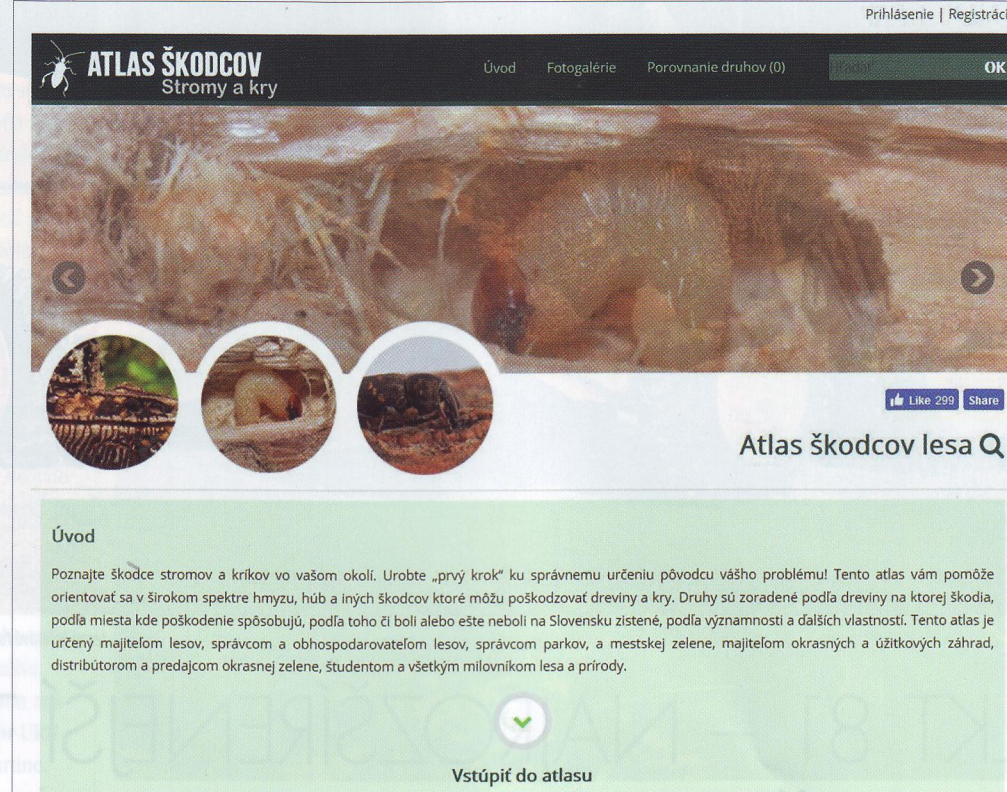 Prihlásenie | Registrác
ATLAS ŠKODCOV
Stromy a kry
Úvod Fotogalérie Porovnanie druhov (0) Hľadať OK
Like 299 Share
Atlas škodcov lesa
Úvod
Poznajte škodce stromov a kríkov vo vašom okolí. Urobte „prvý krok“ ku správnemu určeniu pôvodcu vášho problému! Tento atlas vám pomôže
orientovať sa v širokom spektre hmyzu, húb a iných škodcov ktoré môžu poškodzovať dreviny a kry. Druhy sú zoradené podľa dreviny na ktorej škodia,
podľa miesta kde poškodenie spôsobujú, podľa toho či boli alebo ešte neboli na Slovensku zistené, podľa významnosti a ďalších vlastností. Tento atlas je
určený majiteľom lesov, správcom a obhospodarovateľom lesov, správcom parkov, a mestskej zelene, majiteľom okrasných a úžitkových záhrad,
distribútorom a predajcom okrasnej zelene, študentom a všetkým milovníkom lesa a prírody.
Vstúpiť do atlasu